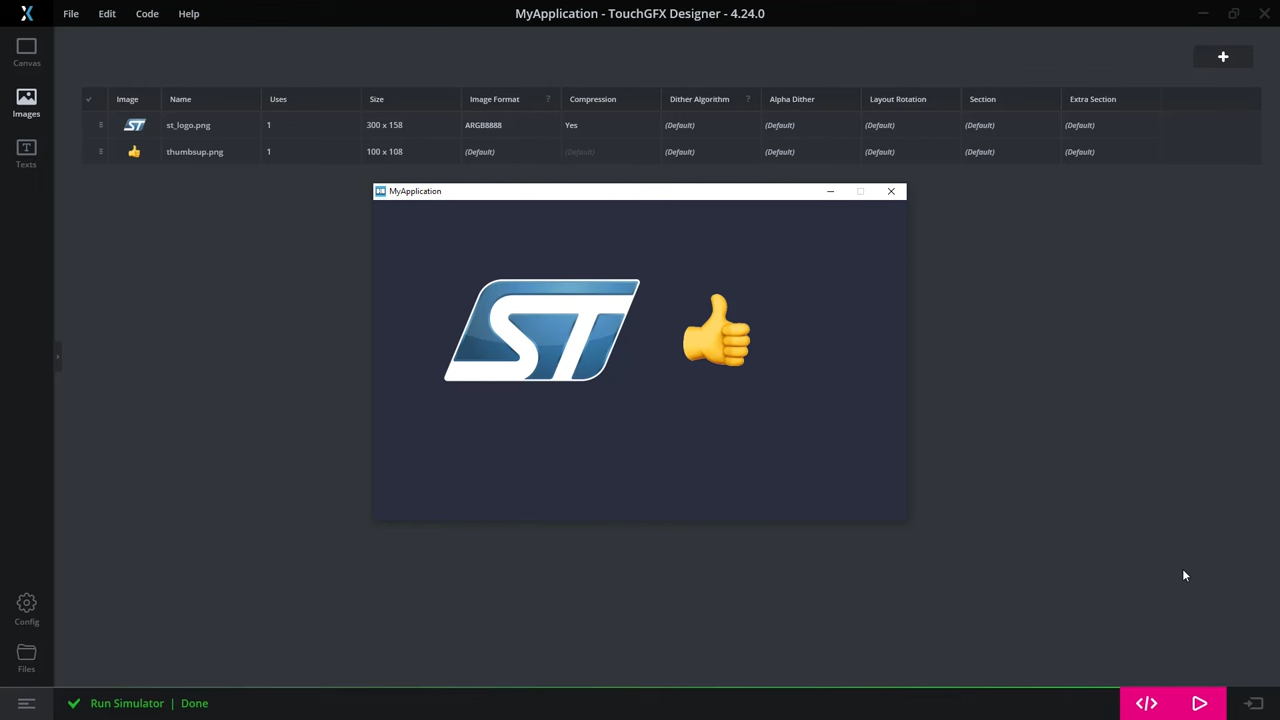 File Edit Code Help
MyApplication - TouchGFX Designer - 4.24.0
Canvas
Images
Texts
Image Name Uses Size Image Format ? Compression Dither Algorithm ? Alpha Dither Layout Rotation Section Extra Section
ST st_logo.png 1 300 x 158 ARGB8888 Yes (Default) (Default) (Default) (Default) (Default)
thumbsup.png 1 100 x 108 (Default) (Default) (Default) (Default) (Default) (Default) (Default)
MyApplication
ST
Config
Files
Run Simulator | Done